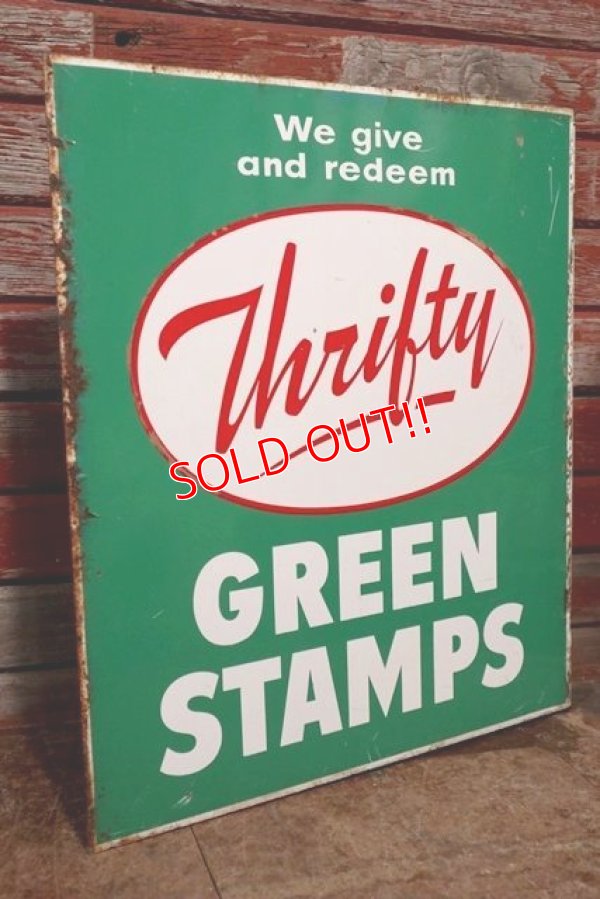 We give
and redeem
Thrifty
SOLD OUT!!
GREEN
STAMPS